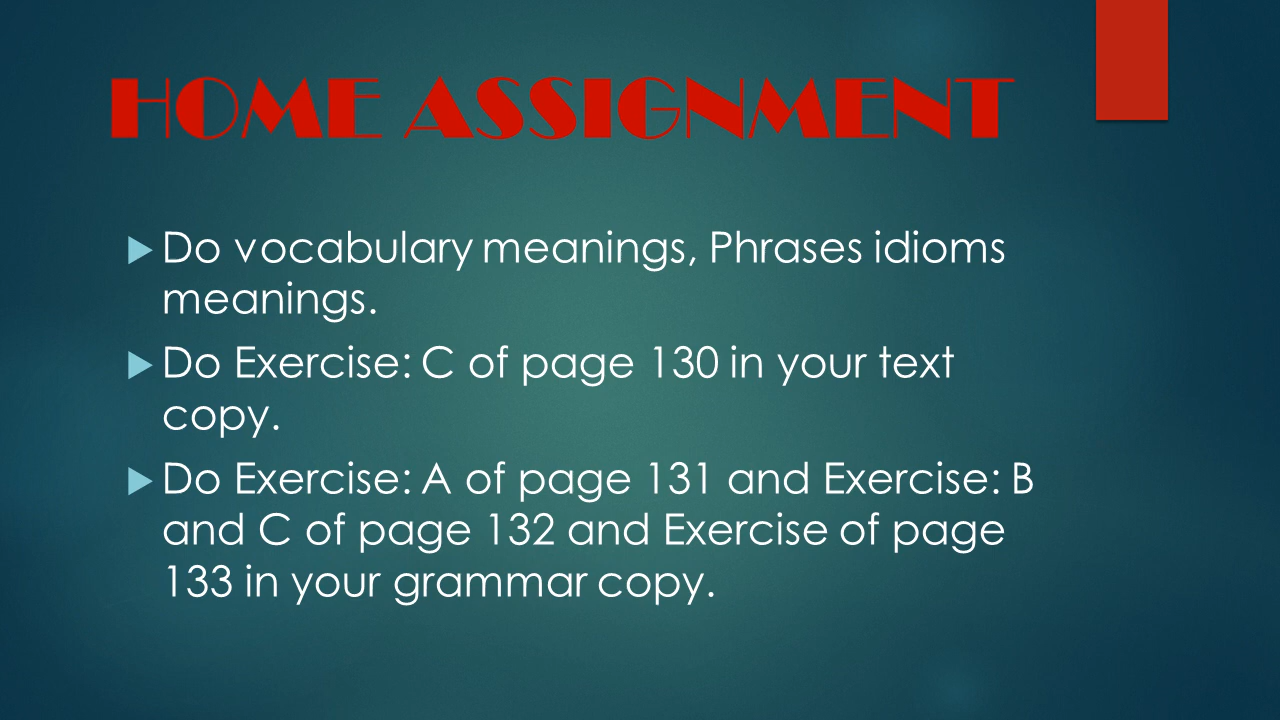 HOME ASSIGNMENT
Do vocabulary meanings, Phrases idioms
meanings.
Do Exercise: C of page 130 in your text
copy.
Do Exercise: A of page 131 and Exercise: B
and C of page 132 and Exercise of page
133 in your grammar copy.